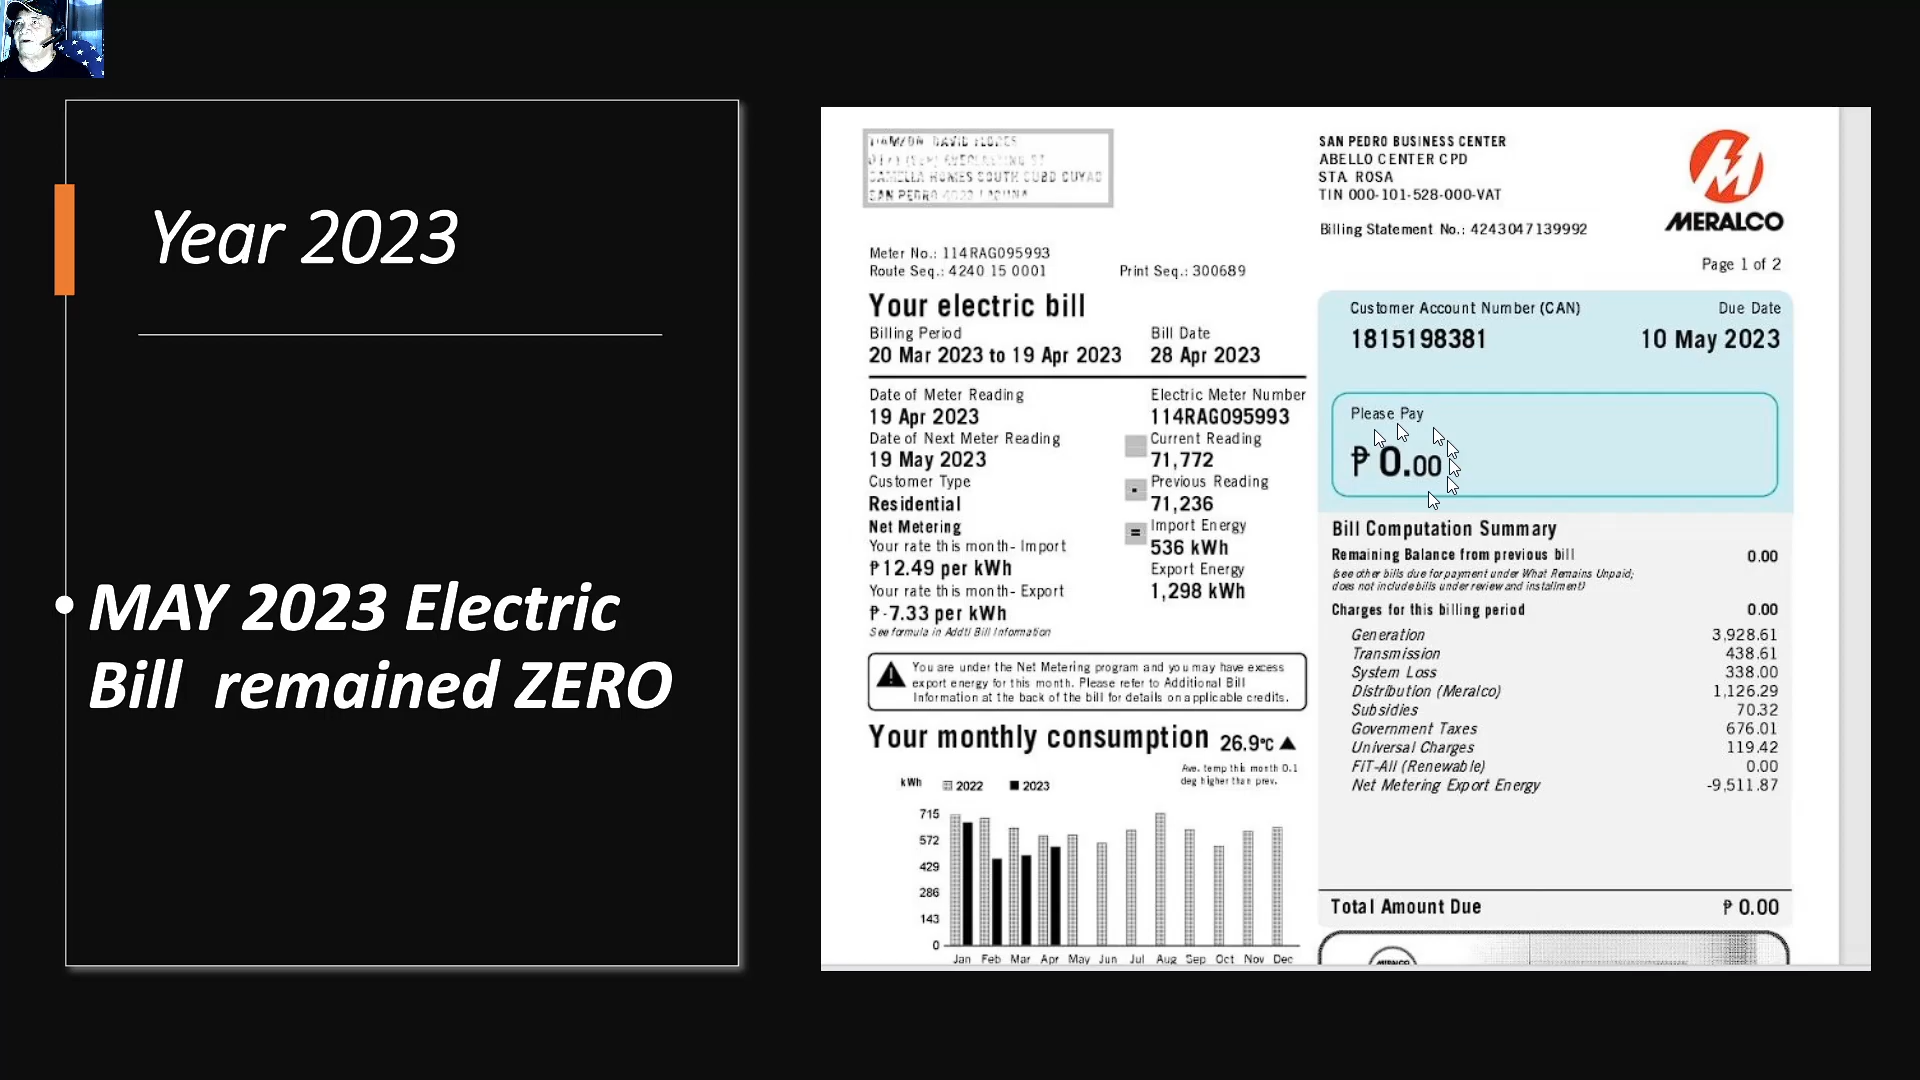 Year 2023
• MAY 2023 Electric
Bill remained ZERO
DAVID FLORES
CAMELLA HOMES SOUTH CUBD CUYAB
SAN PEDRO 4023 LAGUNA
SAN PEDRO BUSINESS CENTER
ABELLO CENTER CPD
STA. ROSA
TIN 000-101-528-000-VAT
Billing Statement No.: 4243047139992
MERALCO
Page 1 of 2
Meter No.: 114RAG095993
Route Seq.: 4240 15 0001 Print Seq.: 300689
Your electric bill
Billing Period Bill Date
20 Mar 2023 to 19 Apr 2023 28 Apr 2023
Date of Meter Reading Electric Meter Number
19 Apr 2023 114RAG095993
Date of Next Meter Reading Current Reading
19 May 2023 71,772
Customer Type - Previous Reading
Residential 71,236
Net Metering = Import Energy
Your rate this month- Import 536 kWh
₱12.49 per kWh Export Energy
Your rate this month- Export 1,298 kWh
₱-7.33 per kWh
See formula in Addtl Bill Information
You are under the Net Metering program and you may have excess
export energy for this month. Please refer to Additional Bill
Information at the back of the bill for details on applicable credits.
Your monthly consumption 26.9°C ▲
Ave. temp this month 0.1
deg higher than prev.
kWh 2022 2023
715
572
429
286
143
0
Jan Feb Mar Apr May Jun Jul Aug Sep Oct Nov Dec
Customer Account Number (CAN) Due Date
1815198381 10 May 2023
Please Pay
₱ 0.00
Bill Computation Summary
Remaining Balance from previous bill 0.00
(see other bills due for payment under What Remains Unpaid;
does not include bills under review and installment)
Charges for this billing period 0.00
Generation 3,928.61
Transmission 438.61
System Loss 338.00
Distribution (Meralco) 1,126.29
Subsidies 70.32
Government Taxes 676.01
Universal Charges 119.42
FiT-All (Renewable) 0.00
Net Metering Export Energy -9,511.87
Total Amount Due ₱ 0.00
MERALCO